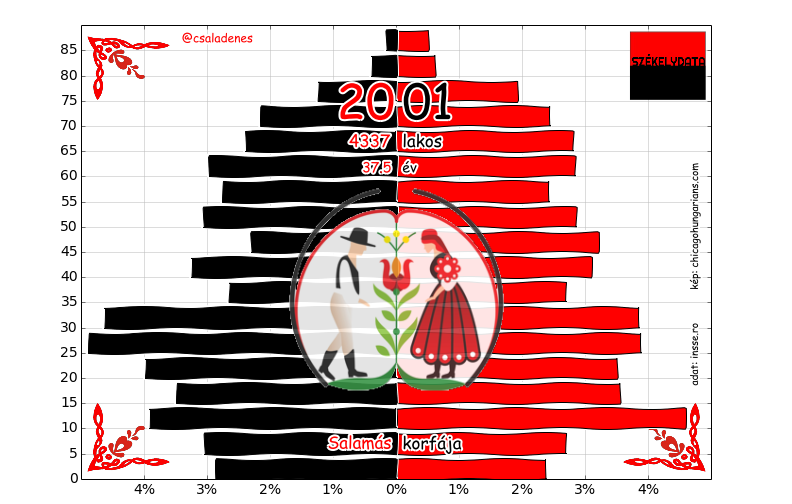 @csaladenes
SZÉKELYDATA
2001
4337 lakos
37.5 év
kép: chicagohungarians.com
adat: insse.ro
Salamás korfája
85
80
75
70
65
60
55
50
45
40
35
30
25
20
15
10
5
0
4% 3% 2% 1% 0% 1% 2% 3% 4%